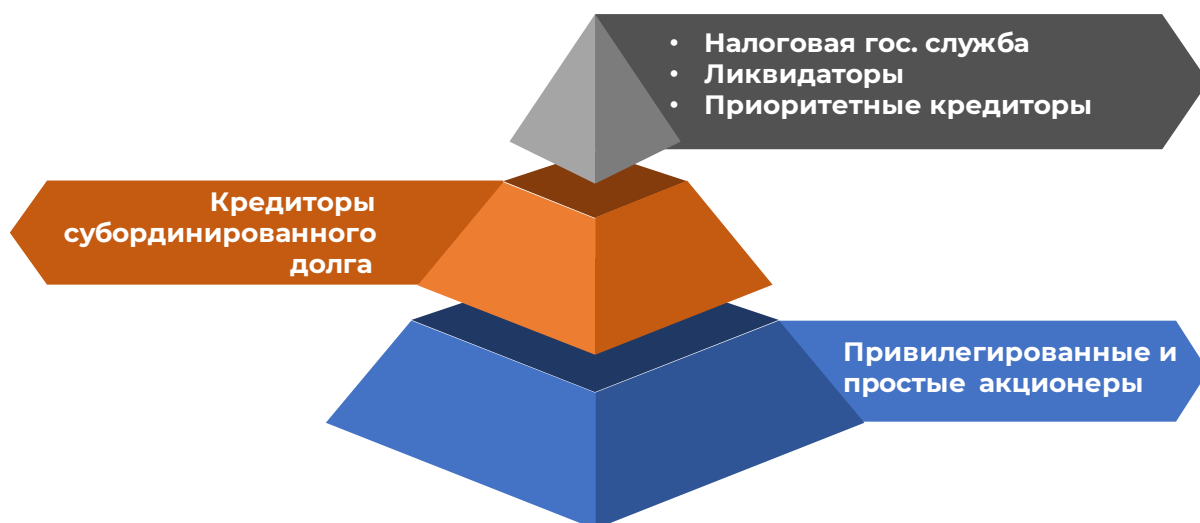 • Налоговая гос. служба
• Ликвидаторы
• Приоритетные кредиторы
Кредиторы
субординированного
долга
Привилегированные и
простые акционеры